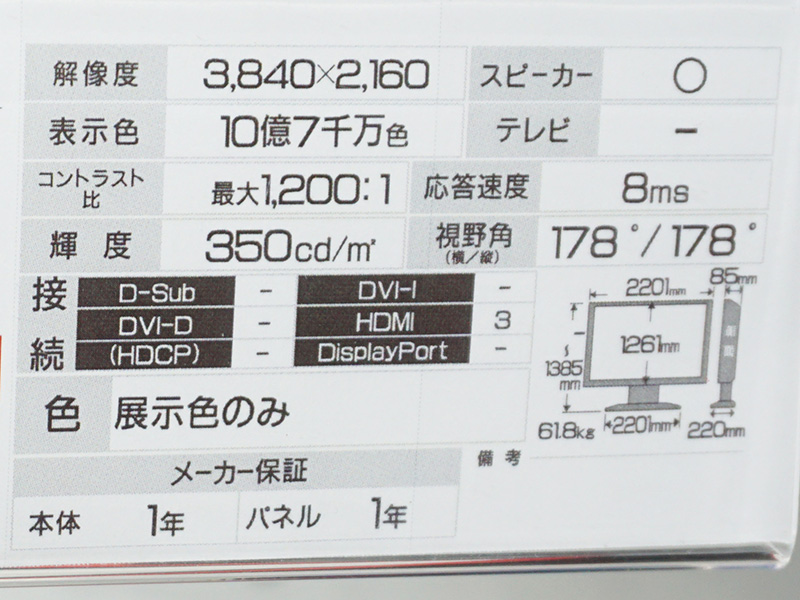 解像度 3,840×2,160 スピーカー ○
表示色 10億7千万色 テレビ −
コントラスト比 最大1,200:1 応答速度 8ms
輝度 350cd/㎡ 視野角(横/縦) 178°/178°
接続
D-Sub − DVI-I −
DVI-D − HDMI 3
(HDCP) − DisplayPort −
色 展示色のみ
メーカー保証
本体 1年 パネル 1年
備考
2201mm 85mm
1261mm
− ~ 1385mm
61.8kg 2201mm 220mm